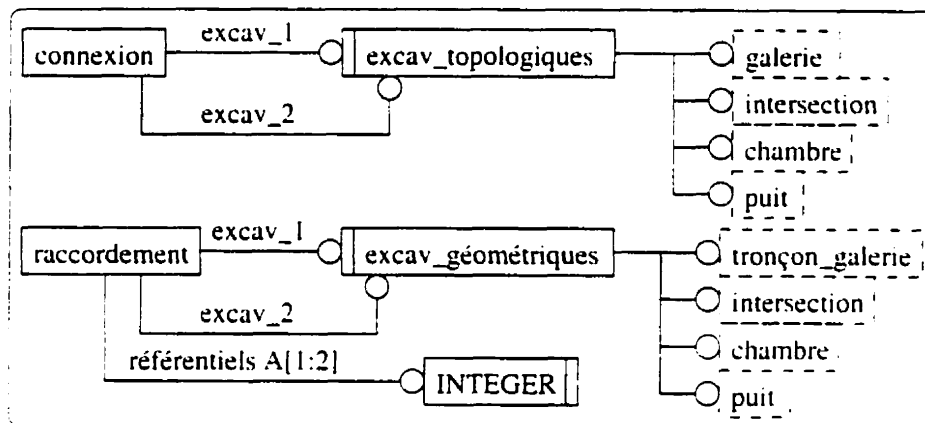 excav_1
connexion
excav_topologiques
galerie
excav_2
intersection
chambre
puit
excav_1
raccordement
excav_géométriques
tronçon_galerie
excav_2
intersection
référentiels A[1:2]
chambre
INTEGER
puit